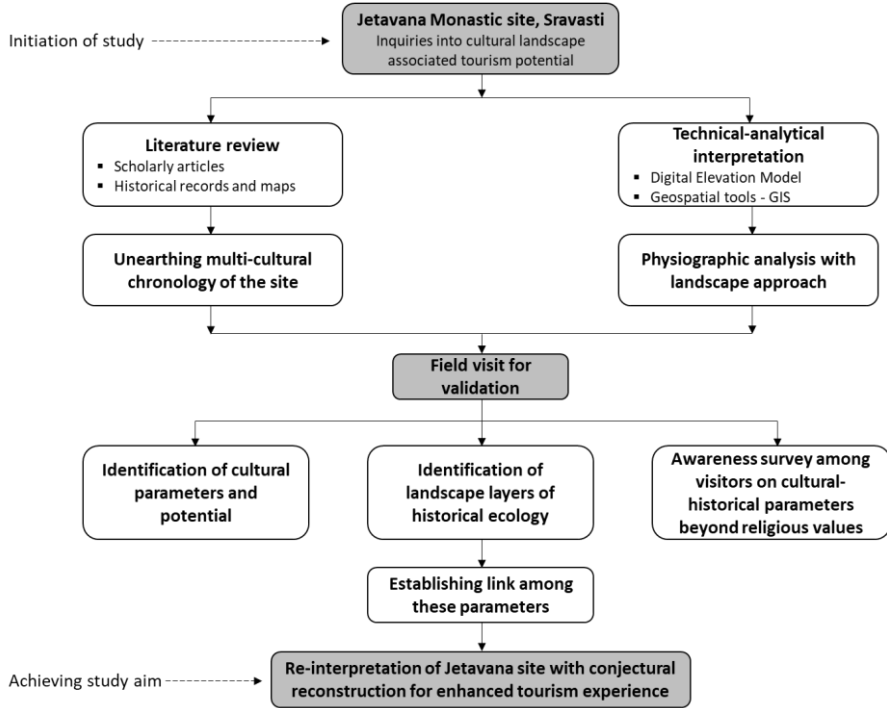 Jetavana Monastic site, Sravasti
Inquiries into cultural landscape
associated tourism potential
Initiation of study
Literature review
▪ Scholarly articles
▪ Historical records and maps
Technical-analytical
interpretation
▪ Digital Elevation Model
▪ Geospatial tools - GIS
Unearthing multi-cultural
chronology of the site
Physiographic analysis with
landscape approach
Field visit for
validation
Identification of cultural
parameters and
potential
Identification of
landscape layers of
historical ecology
Awareness survey among
visitors on cultural-
historical parameters
beyond religious values
Establishing link among
these parameters
Achieving study aim
Re-interpretation of Jetavana site with conjectural
reconstruction for enhanced tourism experience